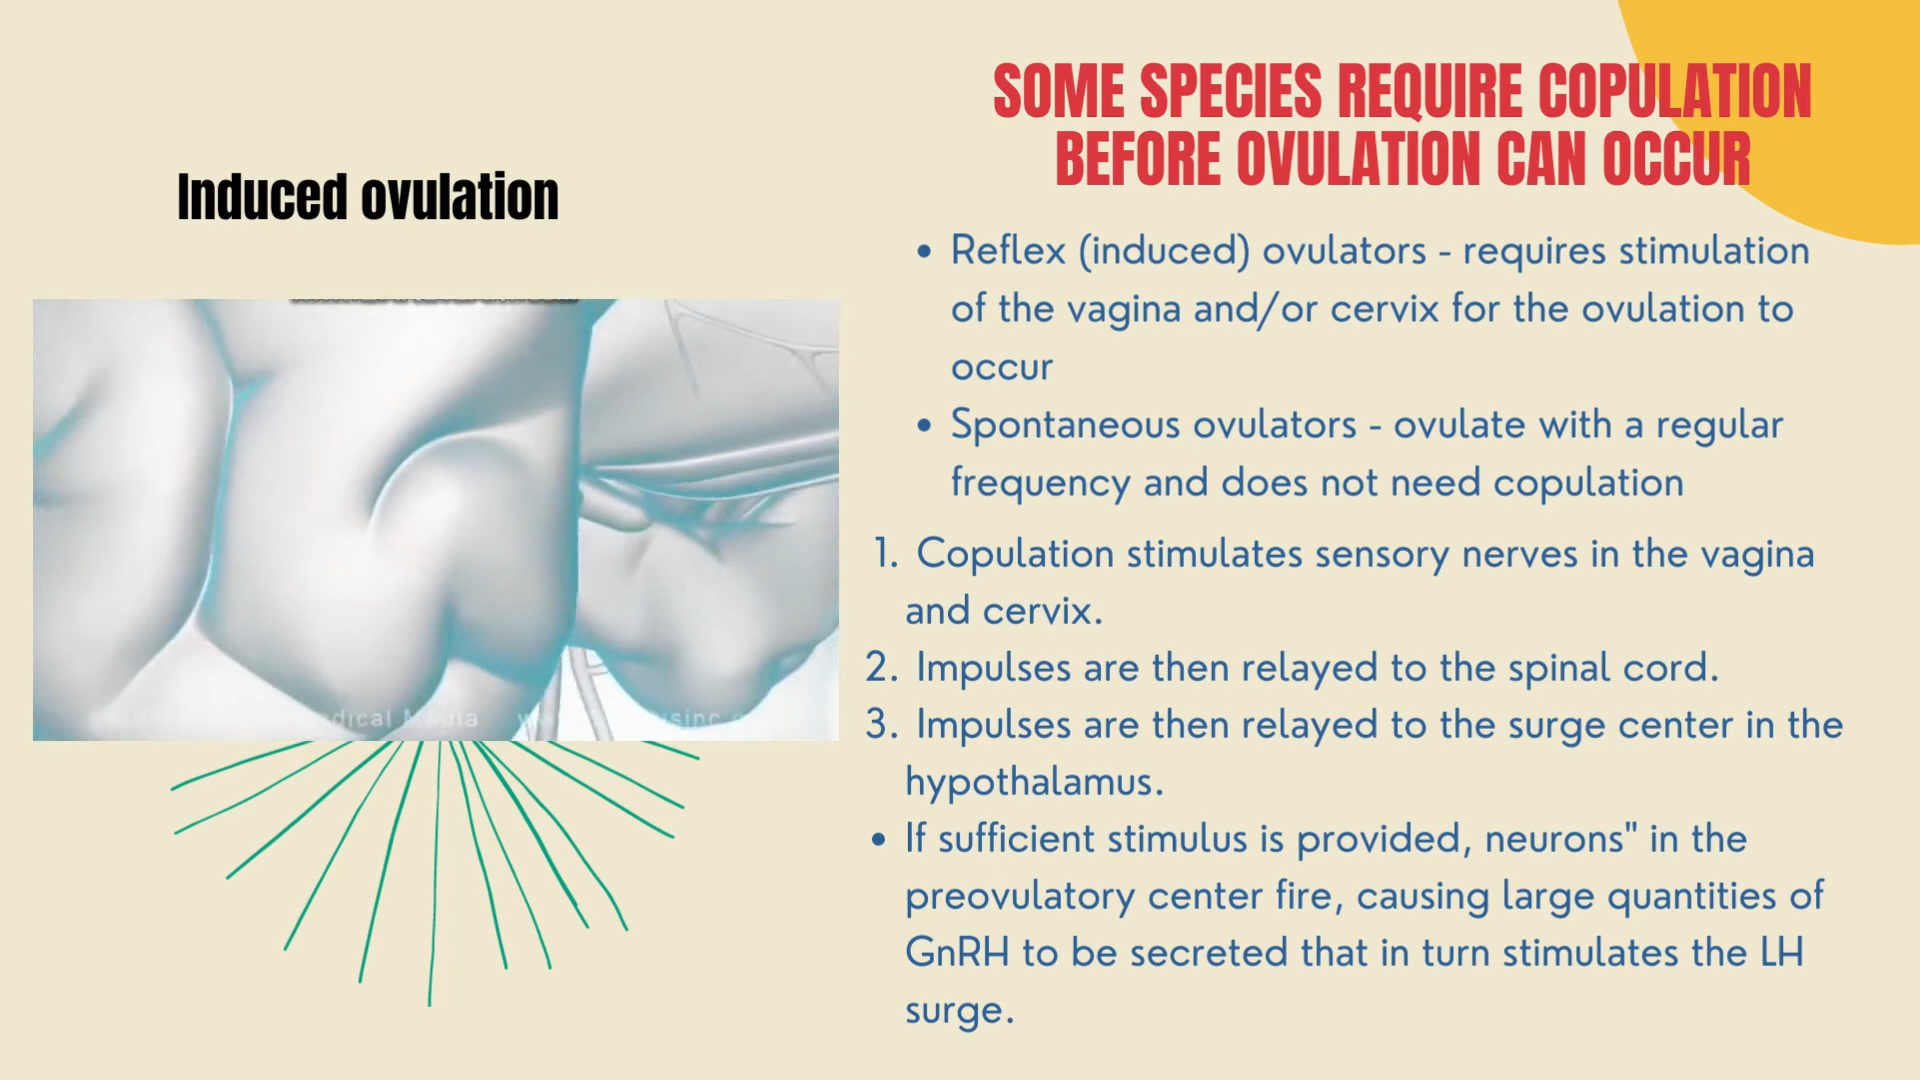 Induced ovulation
SOME SPECIES REQUIRE COPULATION
BEFORE OVULATION CAN OCCUR
• Reflex (induced) ovulators - requires stimulation
of the vagina and/or cervix for the ovulation to
occur
• Spontaneous ovulators - ovulate with a regular
frequency and does not need copulation
1. Copulation stimulates sensory nerves in the vagina
and cervix.
2. Impulses are then relayed to the spinal cord.
3. Impulses are then relayed to the surge center in the
hypothalamus.
• If sufficient stimulus is provided, neurons" in the
preovulatory center fire, causing large quantities of
GnRH to be secreted that in turn stimulates the LH
surge.